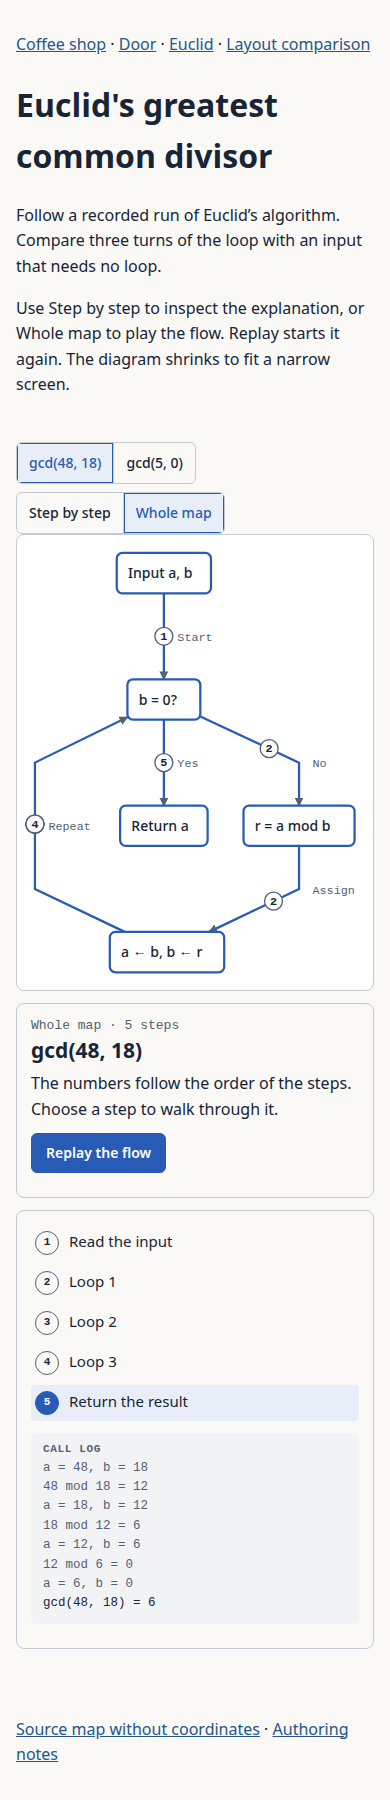 Coffee shop · Door · Euclid · Layout comparison
Euclid's greatest
common divisor
Follow a recorded run of Euclid’s algorithm.
Compare three turns of the loop with an input
that needs no loop.
Use Step by step to inspect the explanation, or
Whole map to play the flow. Replay starts it
again. The diagram shrinks to fit a narrow
screen.
gcd(48, 18) gcd(5, 0)
Step by step Whole map
Input a, b
1 Start
b = 0?
2
5 Yes
No
4 Repeat
Return a
r = a mod b
Assign
2
a ← b, b ← r
Whole map · 5 steps
gcd(48, 18)
The numbers follow the order of the steps.
Choose a step to walk through it.
Replay the flow
1 Read the input
2 Loop 1
3 Loop 2
4 Loop 3
5 Return the result
CALL LOG
a = 48, b = 18
48 mod 18 = 12
a = 18, b = 12
18 mod 12 = 6
a = 12, b = 6
12 mod 6 = 0
a = 6, b = 0
gcd(48, 18) = 6
Source map without coordinates · Authoring
notes